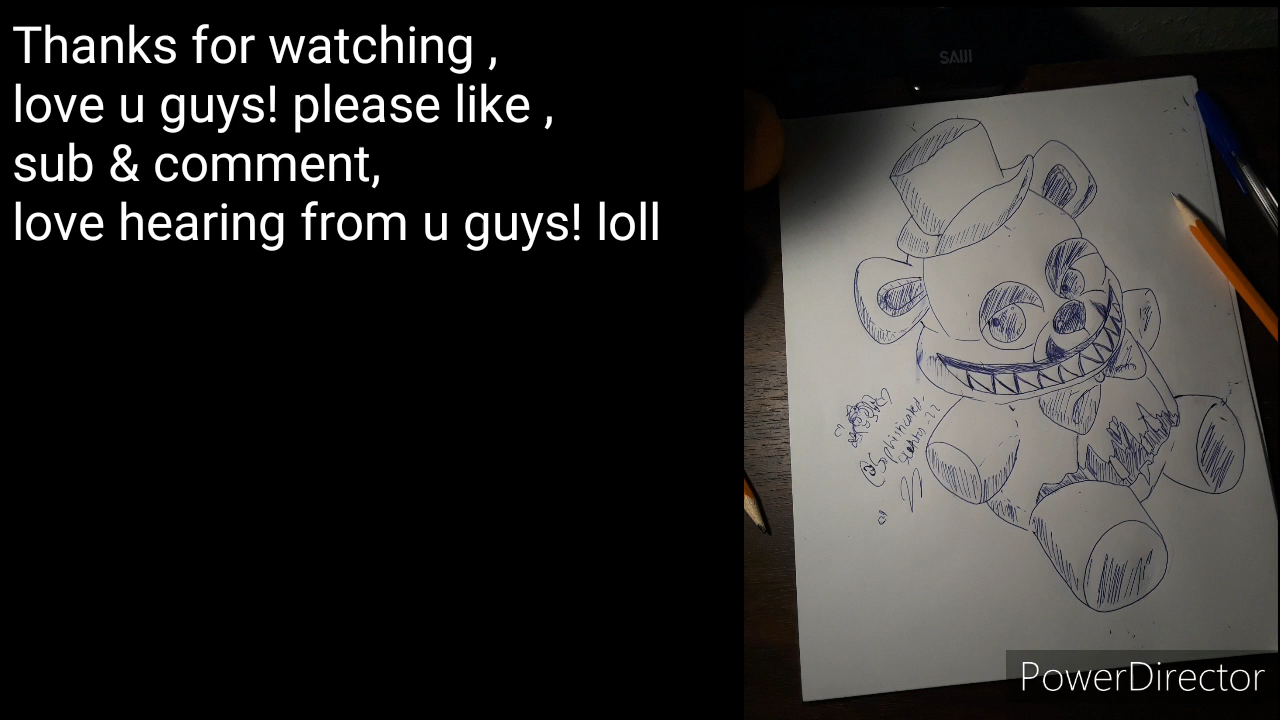 Thanks for watching ,
love u guys! please like ,
sub & comment,
love hearing from u guys! loll
PowerDirector